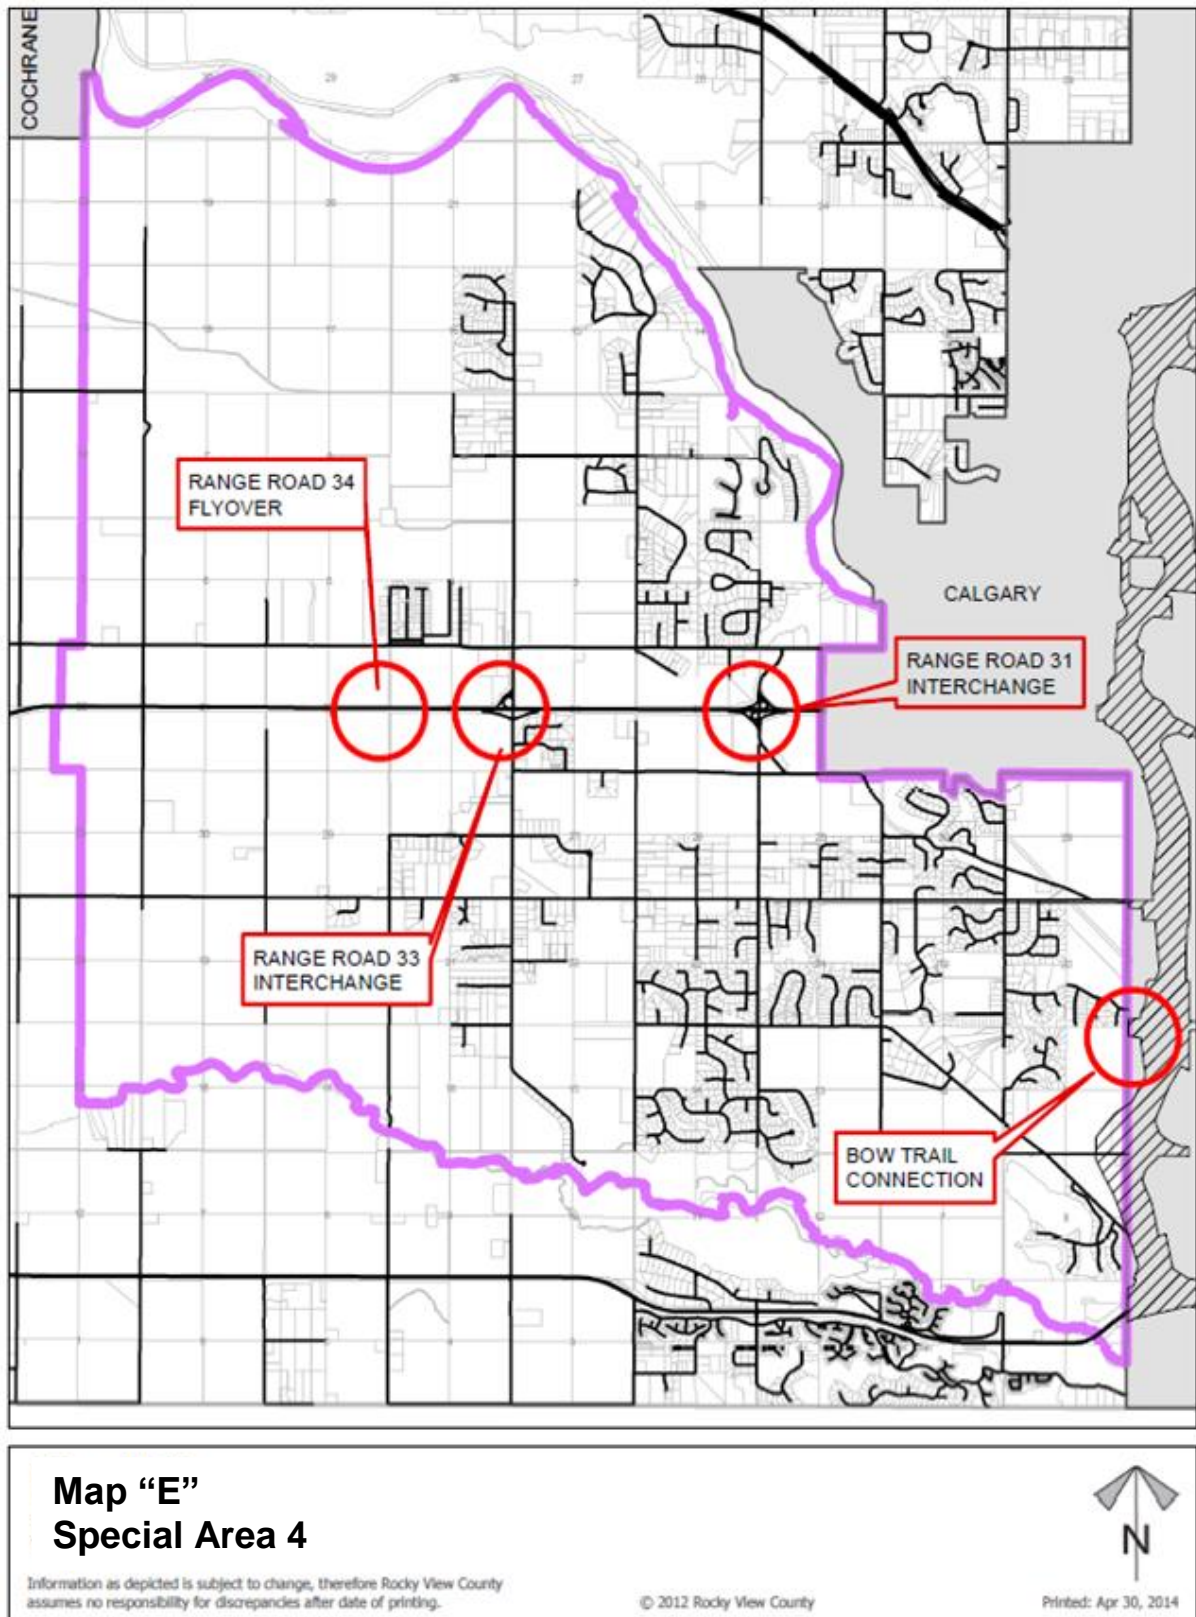 COCHRANE
RANGE ROAD 34
FLYOVER
CALGARY
RANGE ROAD 31
INTERCHANGE
RANGE ROAD 33
INTERCHANGE
BOW TRAIL
CONNECTION
Map “E”
Special Area 4
N
Information as depicted is subject to change, therefore Rocky View County
assumes no responsibility for discrepancies after date of printing.
© 2012 Rocky View County
Printed: Apr 30, 2014